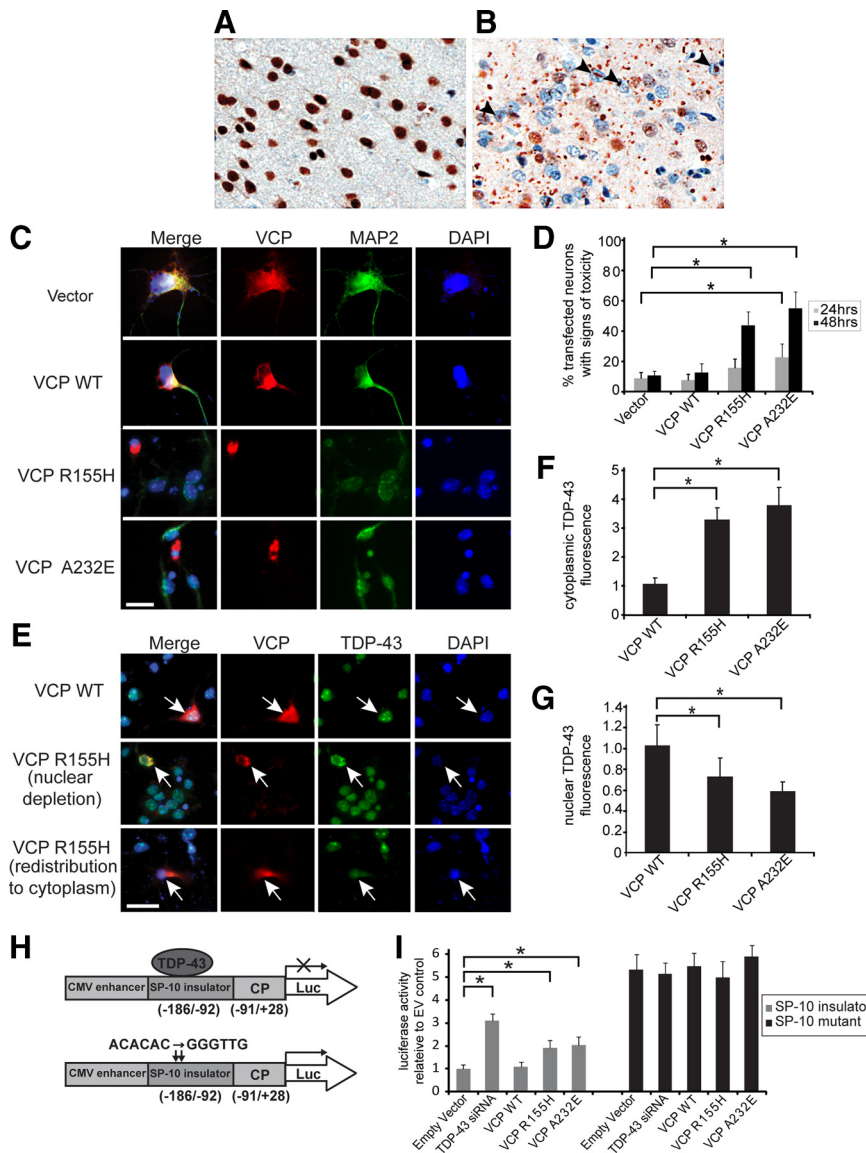 A
B
C
Merge
VCP
MAP2
DAPI
Vector
VCP WT
VCP R155H
VCP A232E
D
% transfected neurons
with signs of toxicity
100
80
60
40
20
0
*
*
*
24hrs
48hrs
Vector
VCP WT
VCP R155H
VCP A232E
E
Merge
VCP
TDP-43
DAPI
VCP WT
VCP R155H
(nuclear
depletion)
VCP R155H
(redistribution
to cytoplasm)
F
cytoplasmic TDP-43
fluorescence
5
4
3
2
1
0
*
*
VCP WT
VCP R155H
VCP A232E
G
nuclear TDP-43
fluorescence
1.4
1.2
1.0
0.8
0.6
0.4
0.2
0
*
*
VCP WT
VCP R155H
VCP A232E
H
TDP-43
CMV enhancer
SP-10 insulator
CP
Luc
(-186/-92)
(-91/+28)
ACACAC→GGGTTG
CMV enhancer
SP-10 insulator
CP
Luc
(-186/-92)
(-91/+28)
I
luciferase activity
relateive to EV control
6
5
4
3
2
1
0
*
*
*
SP-10 insulator
SP-10 mutant
Empty Vector
TDP-43 siRNA
VCP WT
VCP R155H
VCP A232E
Empty Vector
TDP-43 siRNA
VCP WT
VCP R155H
VCP A232E